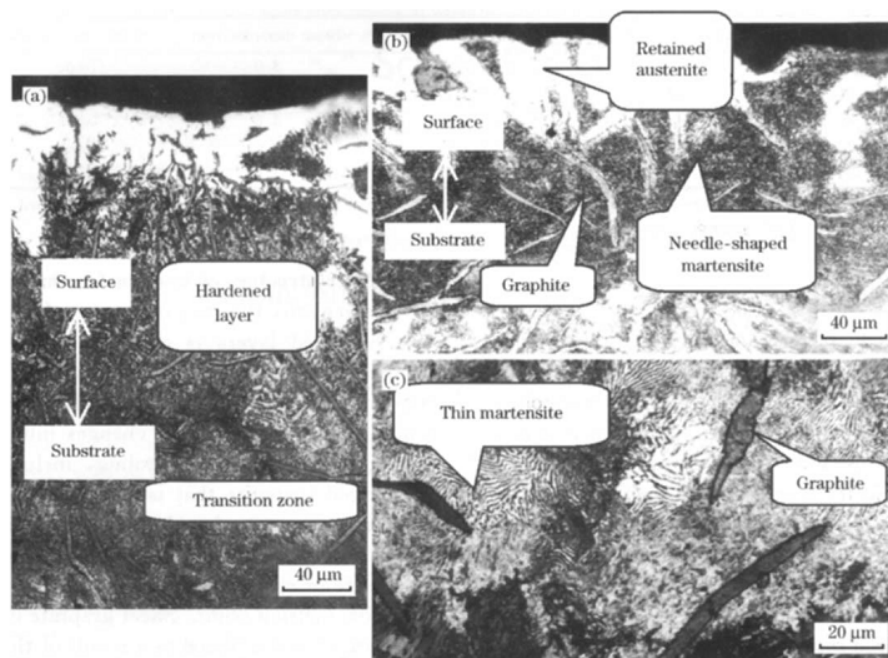 (a)
Surface
Hardened
layer
Substrate
Transition zone
40 μm
(b)
Retained
austenite
Surface
Substrate
Graphite
Needle-shaped
martensite
40 μm
(c)
Thin martensite
Graphite
20 μm